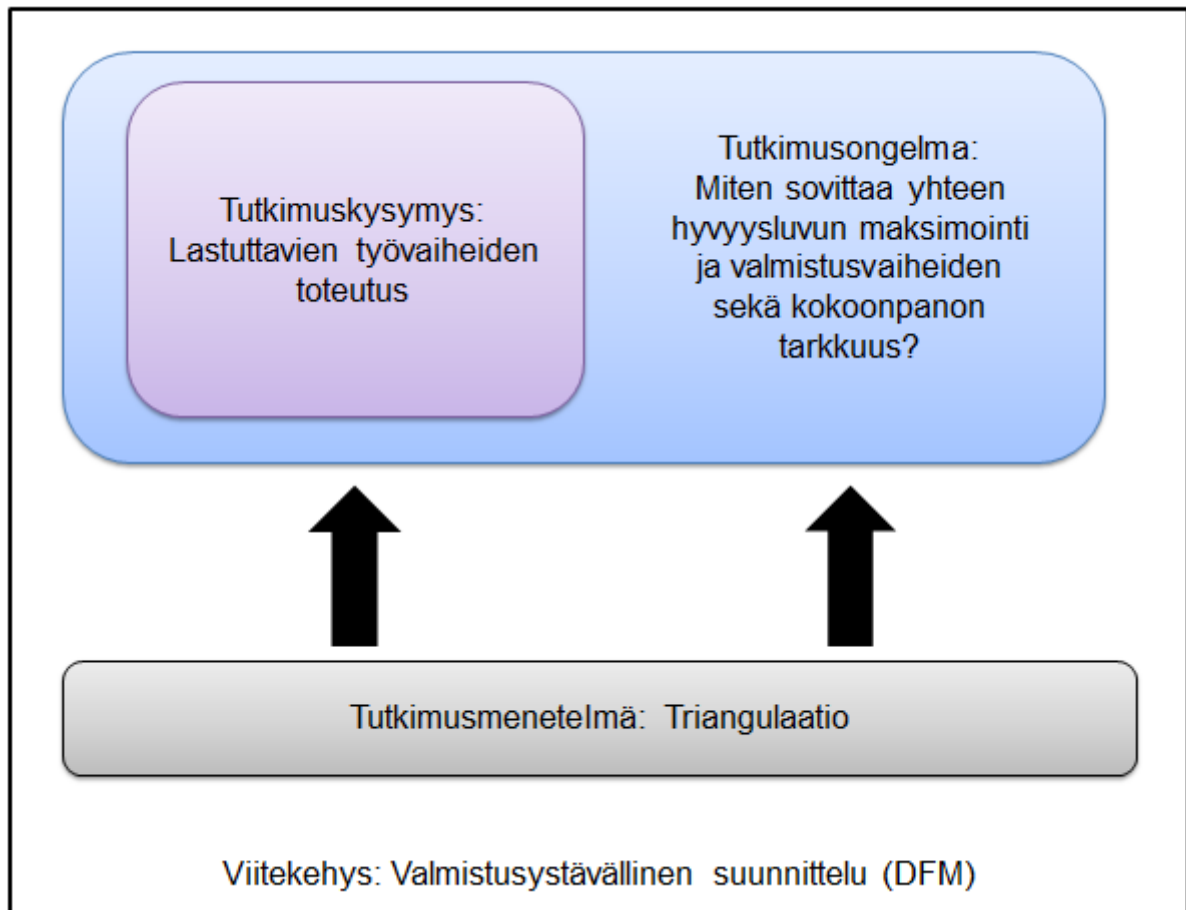 Tutkimuskysymys:
Lastuttavien työvaiheiden
toteutus
Tutkimusongelma:
Miten sovittaa yhteen
hyvyysluvun maksimointi
ja valmistusvaiheiden
sekä kokoonpanon
tarkkuus?
Tutkimusmenetelmä: Triangulaatio
Viitekehys: Valmistusystävällinen suunnittelu (DFM)